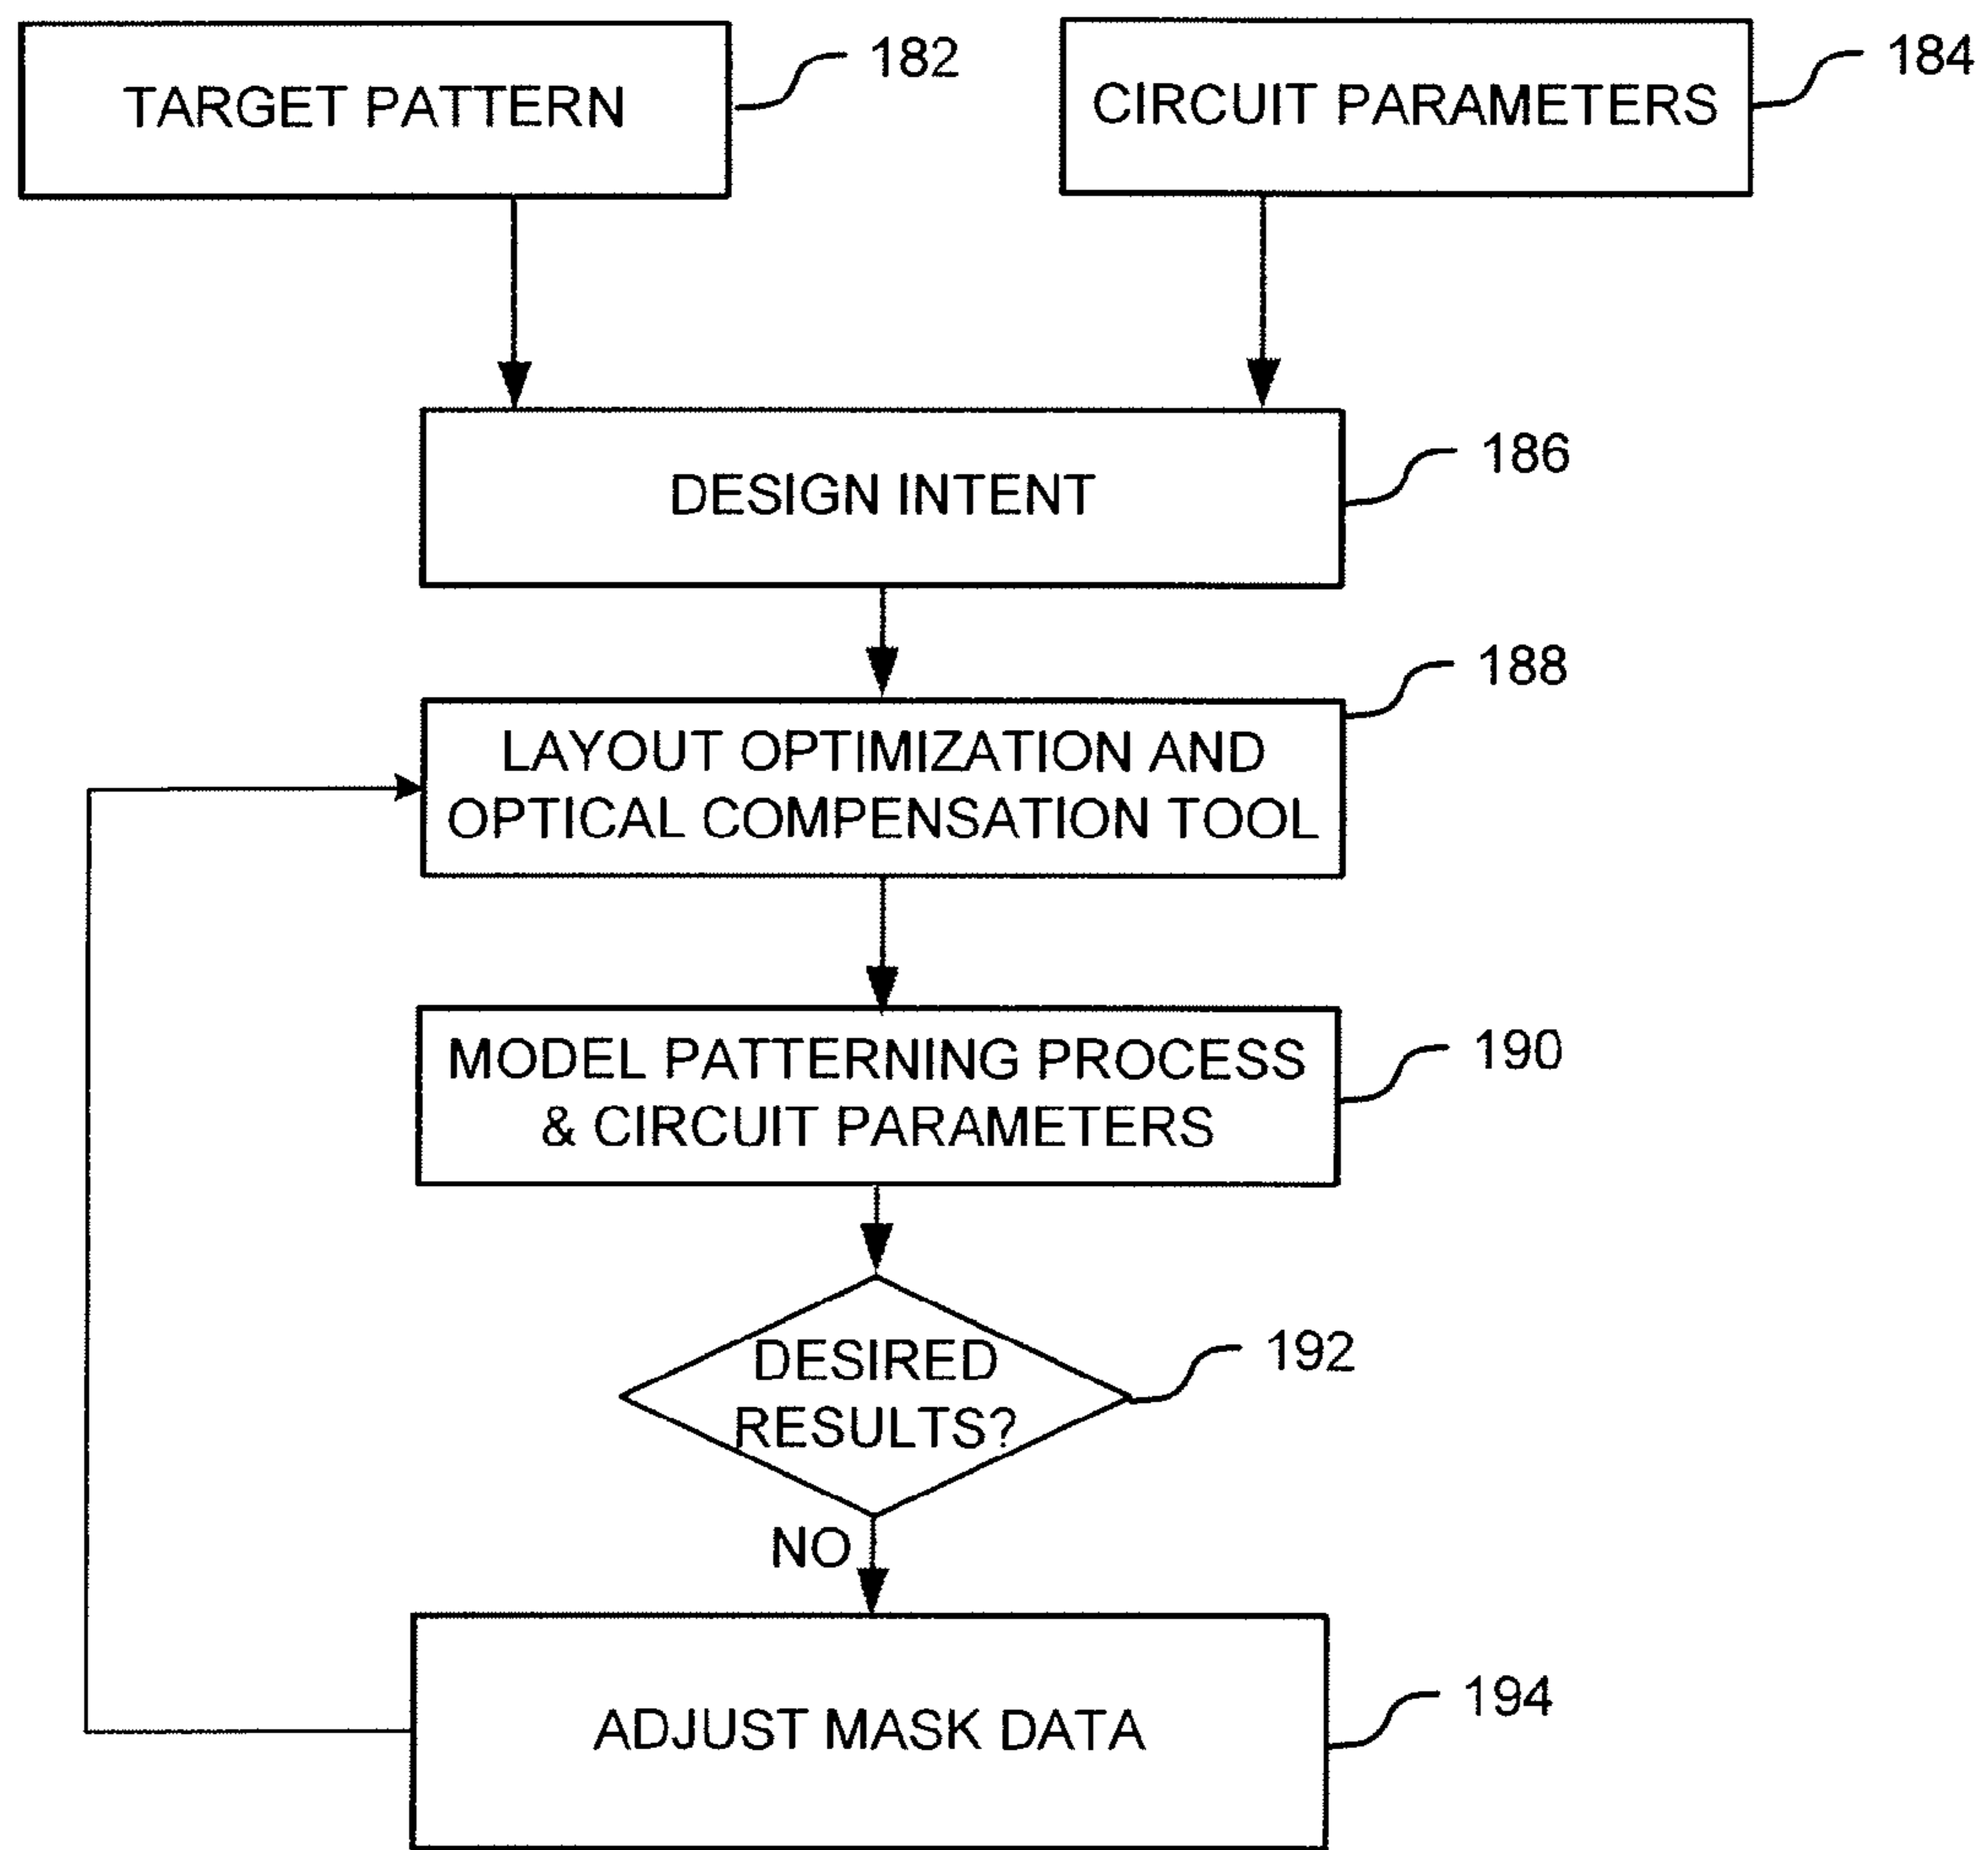 TARGET PATTERN
182
CIRCUIT PARAMETERS
184
DESIGN INTENT
186
LAYOUT OPTIMIZATION AND
OPTICAL COMPENSATION TOOL
188
MODEL PATTERNING PROCESS
& CIRCUIT PARAMETERS
190
DESIRED
RESULTS?
192
NO
ADJUST MASK DATA
194